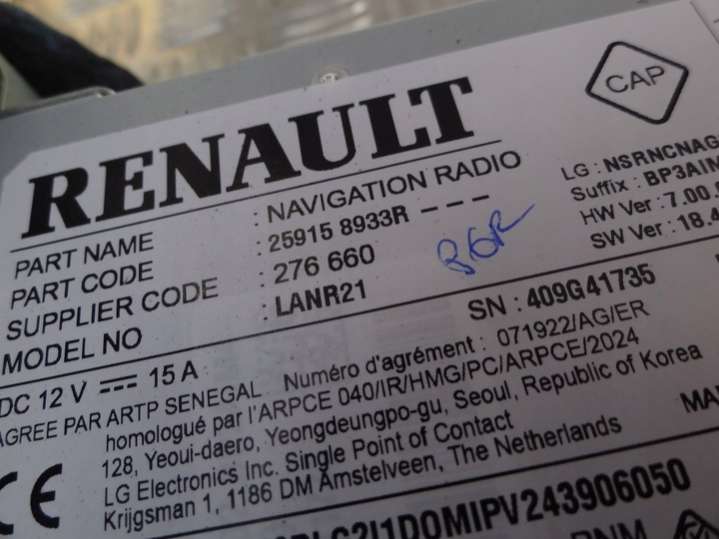 RENAULT
CAP
PART NAME : NAVIGATION RADIO
PART CODE : 25915 8933R ---
SUPPLIER CODE : 276 660
MODEL NO : LANR21
LG : NSRNCNAG
Suffix : BP3AIM
HW Ver : 7.00.
SW Ver : 18.4
DC 12 V 15 A
SN : 409G41735
AGREE PAR ARTP SENEGAL Numéro d'agrément : 071922/AG/ER
homologué par l'ARPCE 040/IR/HMG/PC/ARPCE/2024
128, Yeoui-daero, Yeongdeungpo-gu, Seoul, Republic of Korea
LG Electronics Inc. Single Point of Contact
Krijgsman 1, 1186 DM Amstelveen, The Netherlands
MA
CE